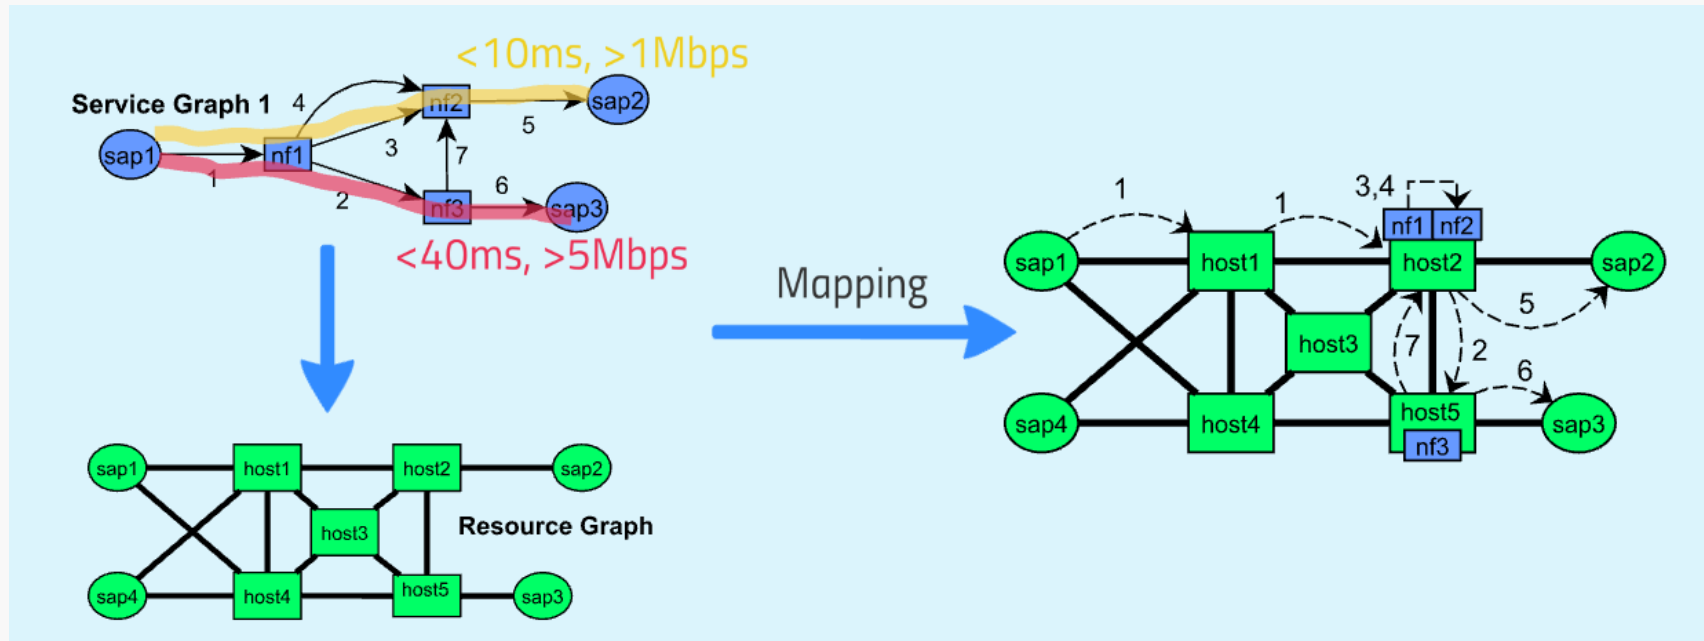 <10ms, >1Mbps
Service Graph 1
4
nf2
sap2
5
3
sap1
nf1
7
1
2
6
nf3
sap3
<40ms, >5Mbps
Mapping
1
1
3,4
nf1
nf2
sap1
host1
host2
sap2
5
host3
7
2
6
sap4
host4
host5
sap3
nf3
sap1
host1
host2
sap2
host3
Resource Graph
sap4
host4
host5
sap3